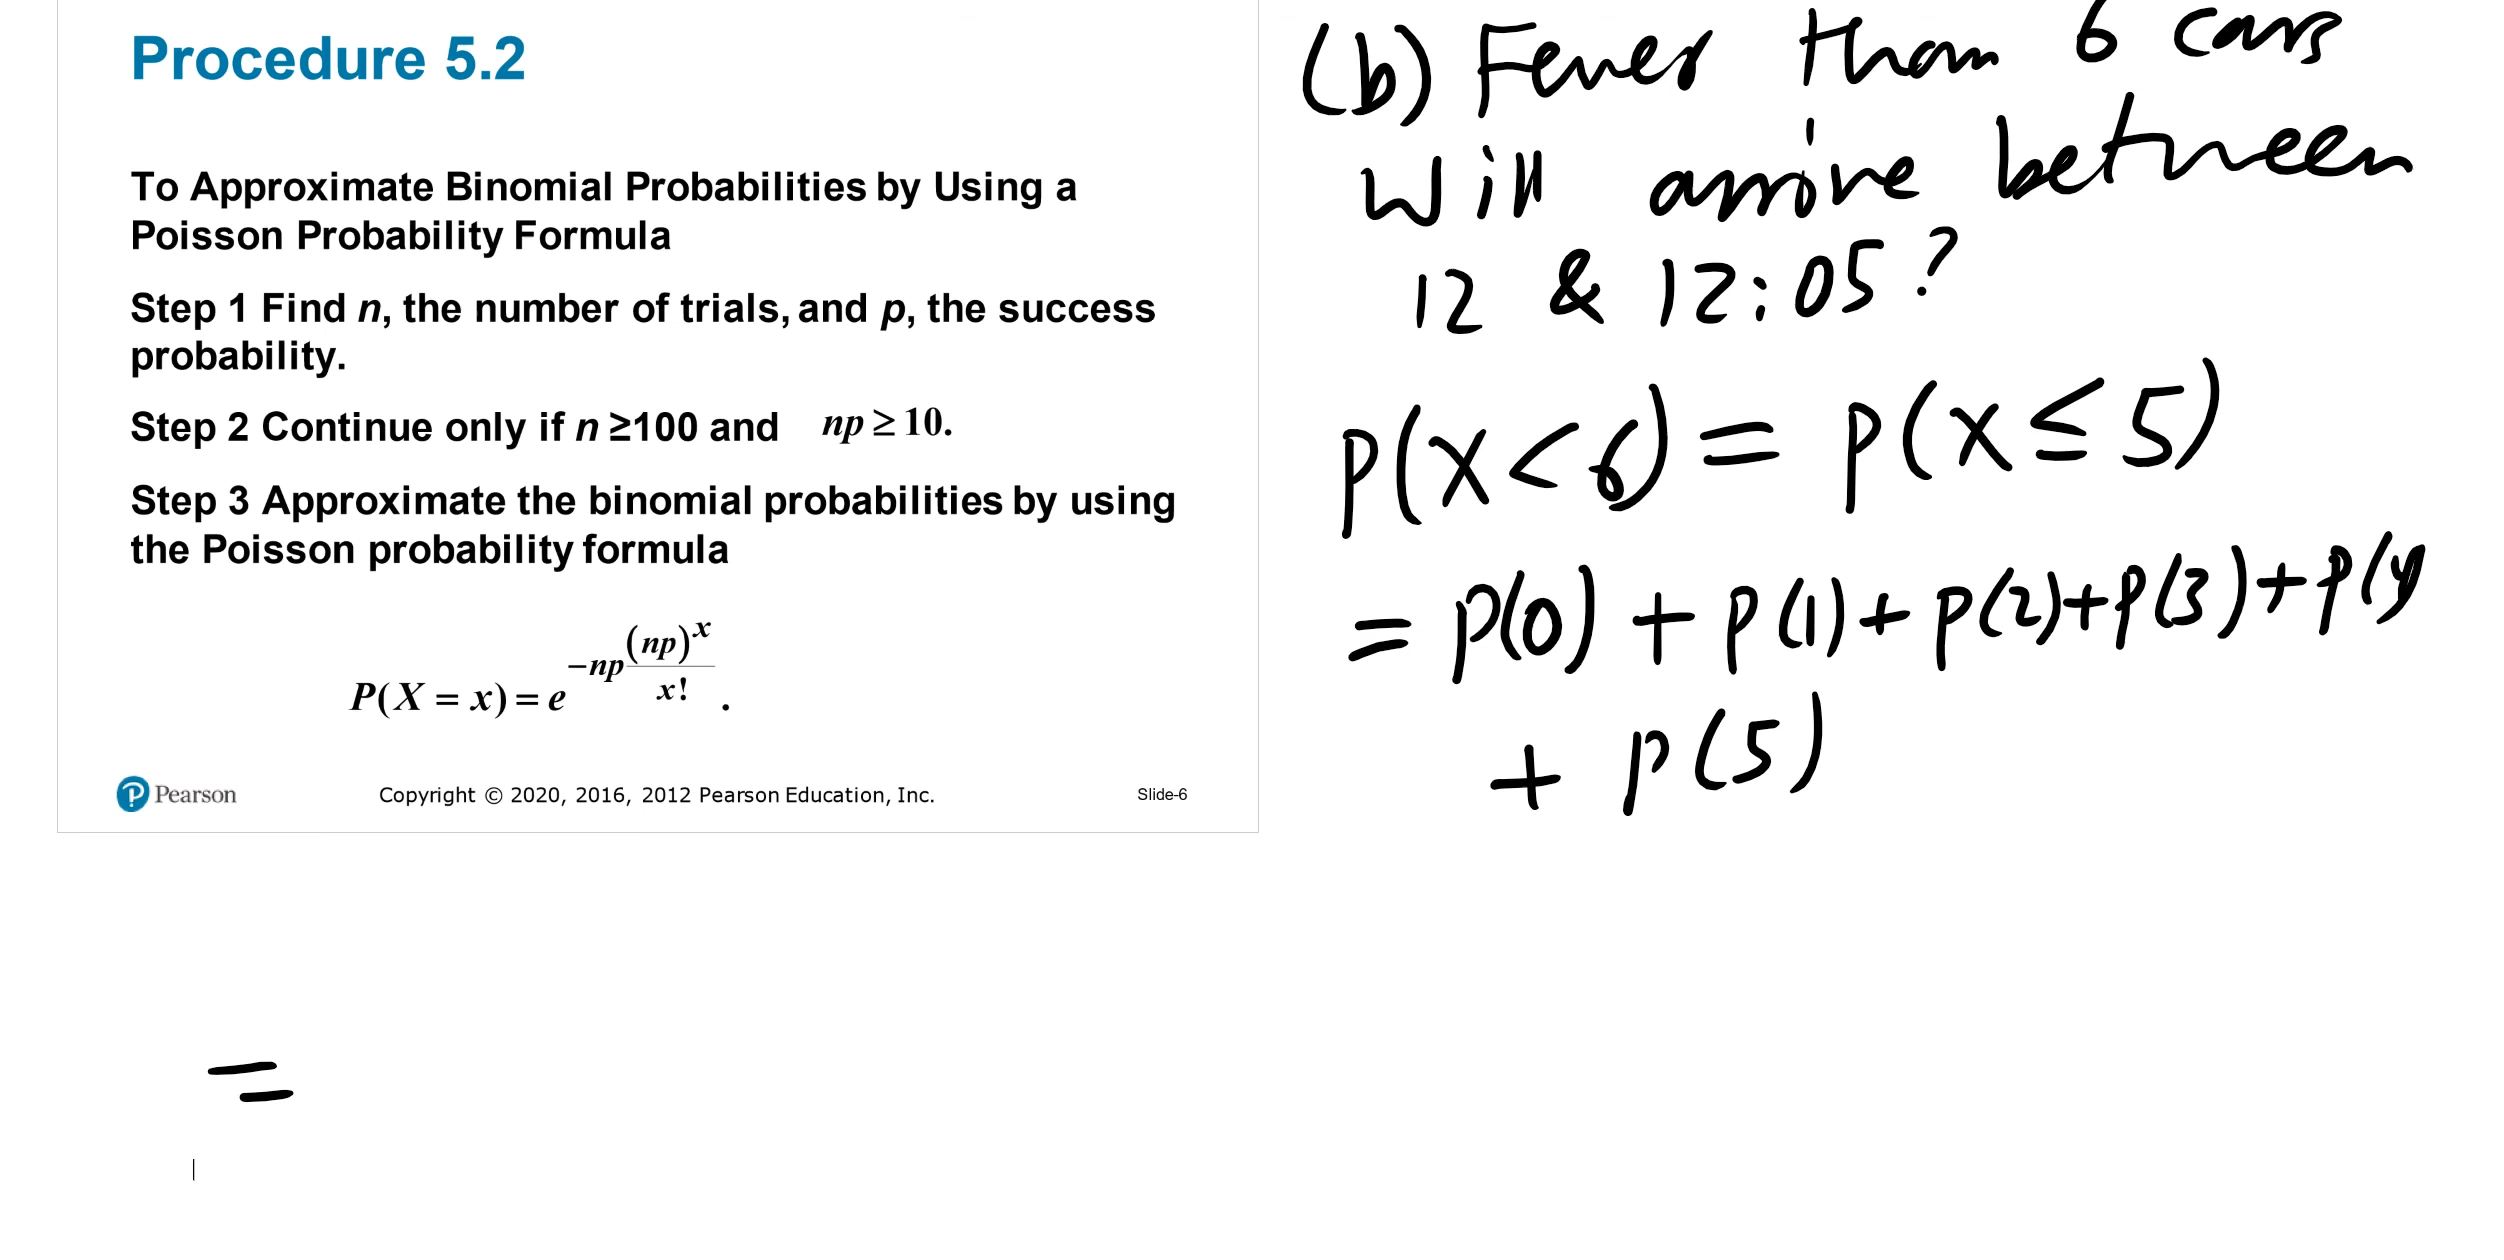 Procedure 5.2
To Approximate Binomial Probabilities by Using a
Poisson Probability Formula
Step 1 Find n, the number of trials, and p, the success
probability.
Step 2 Continue only if n ≥100 and np ≥ 10.
Step 3 Approximate the binomial probabilities by using
the Poisson probability formula
P(X = x) = e^{-np} (np)^x / x! .
Pearson
Copyright © 2020, 2016, 2012 Pearson Education, Inc.
Slide-6
(b) Fewer than 6 cars
will arrive between
12 & 12:05?
P(X<6) = P(X≤5)
= P(0) + P(1) + P(2) + P(3) + P(4)
+ P(5)
=